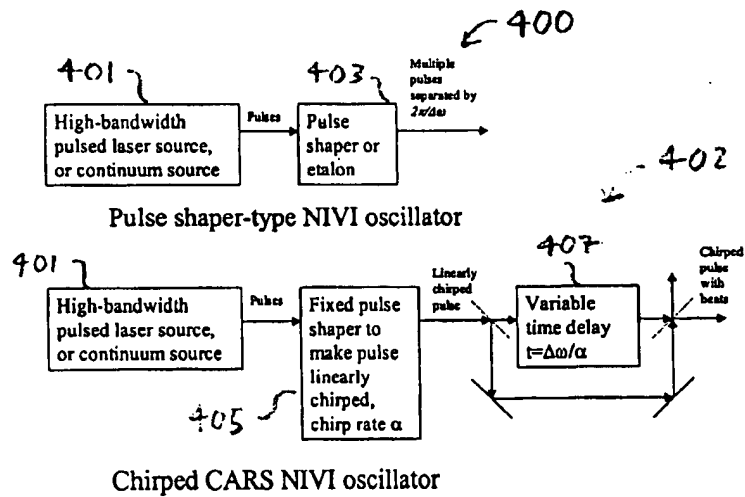 400
401
403
Multiple
pulses
separated by
2π/Δω
High-bandwidth
pulsed laser source,
or continuum source
Pulses
Pulse
shaper or
etalon
Pulse shaper-type NIVI oscillator
402
401
407
Linearly
chirped
pulse
Chirped
pulse
with
beats
High-bandwidth
pulsed laser source,
or continuum source
Pulses
Fixed pulse
shaper to
make pulse
linearly
chirped,
chirp rate α
Variable
time delay
t=Δω/α
405
Chirped CARS NIVI oscillator